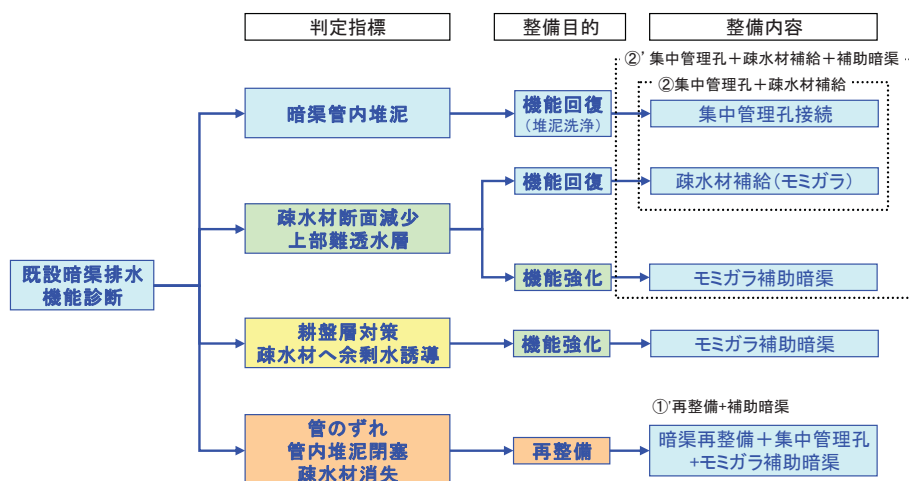 判定指標
整備目的
整備内容
②’集中管理孔＋疎水材補給＋補助暗渠
②集中管理孔＋疎水材補給
暗渠管内堆泥
機能回復
（堆泥洗浄）
集中管理孔接続
機能回復
疎水材補給（モミガラ）
疎水材断面減少
上部難透水層
機能強化
モミガラ補助暗渠
既設暗渠排水
機能診断
耕盤層対策
疎水材へ余剰水誘導
機能強化
モミガラ補助暗渠
①’再整備+補助暗渠
管のずれ
管内堆泥閉塞
疎水材消失
再整備
暗渠再整備＋集中管理孔
+モミガラ補助暗渠